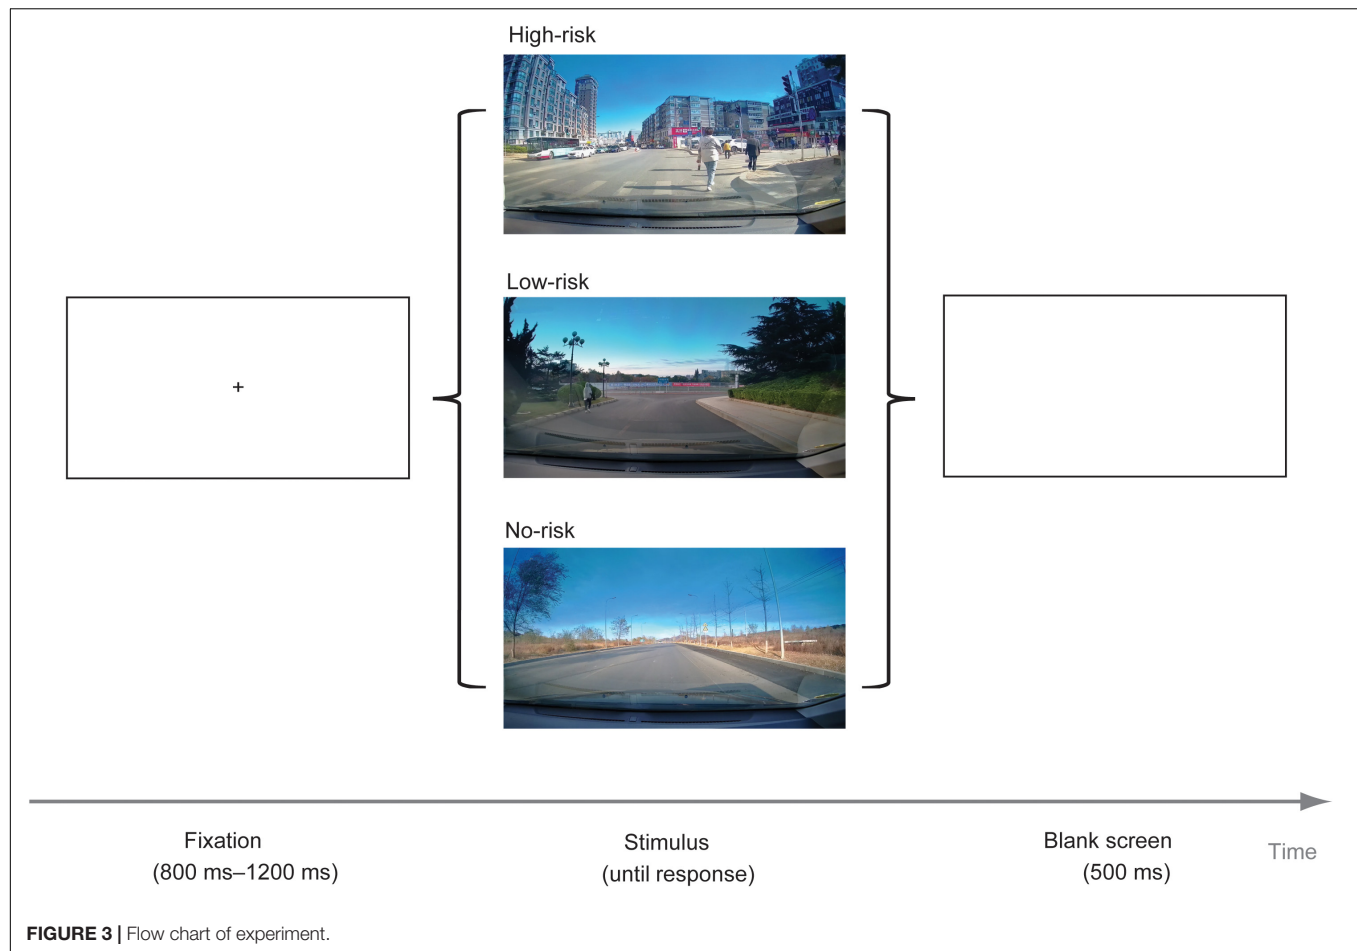 High-risk
Low-risk
+
No-risk
Fixation
(800 ms–1200 ms)
Stimulus
(until response)
Blank screen
(500 ms)
Time
FIGURE 3 | Flow chart of experiment.